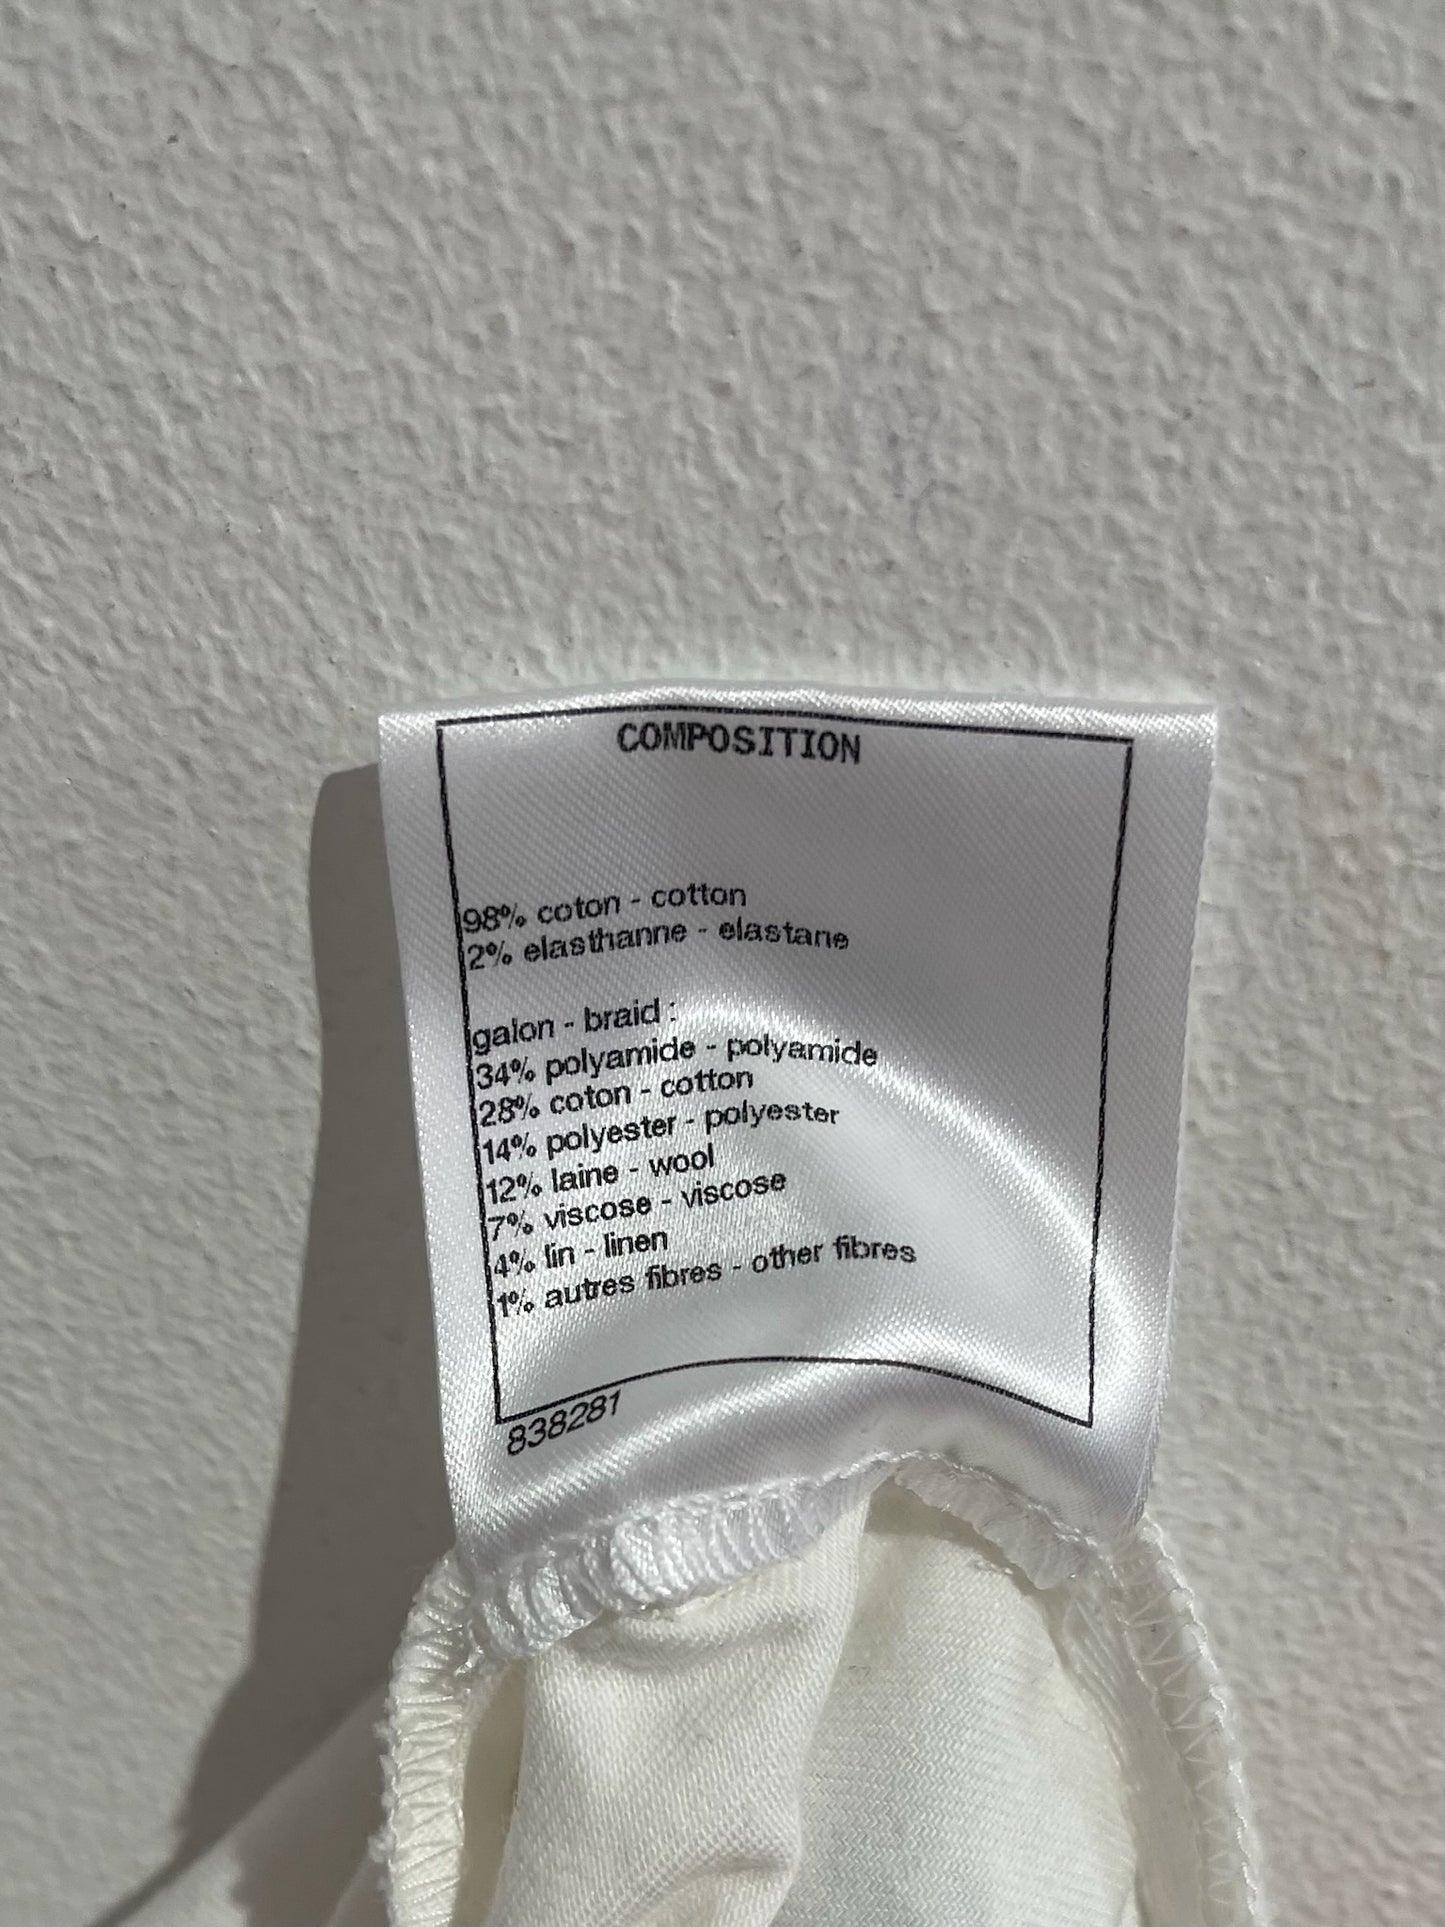 COMPOSITION
98% coton - cotton
2% elasthanne - elastane
galon - braid :
34% polyamide - polyamide
28% coton - cotton
14% polyester - polyester
12% laine - wool
7% viscose - viscose
4% lin - linen
1% autres fibres - other fibres
838281